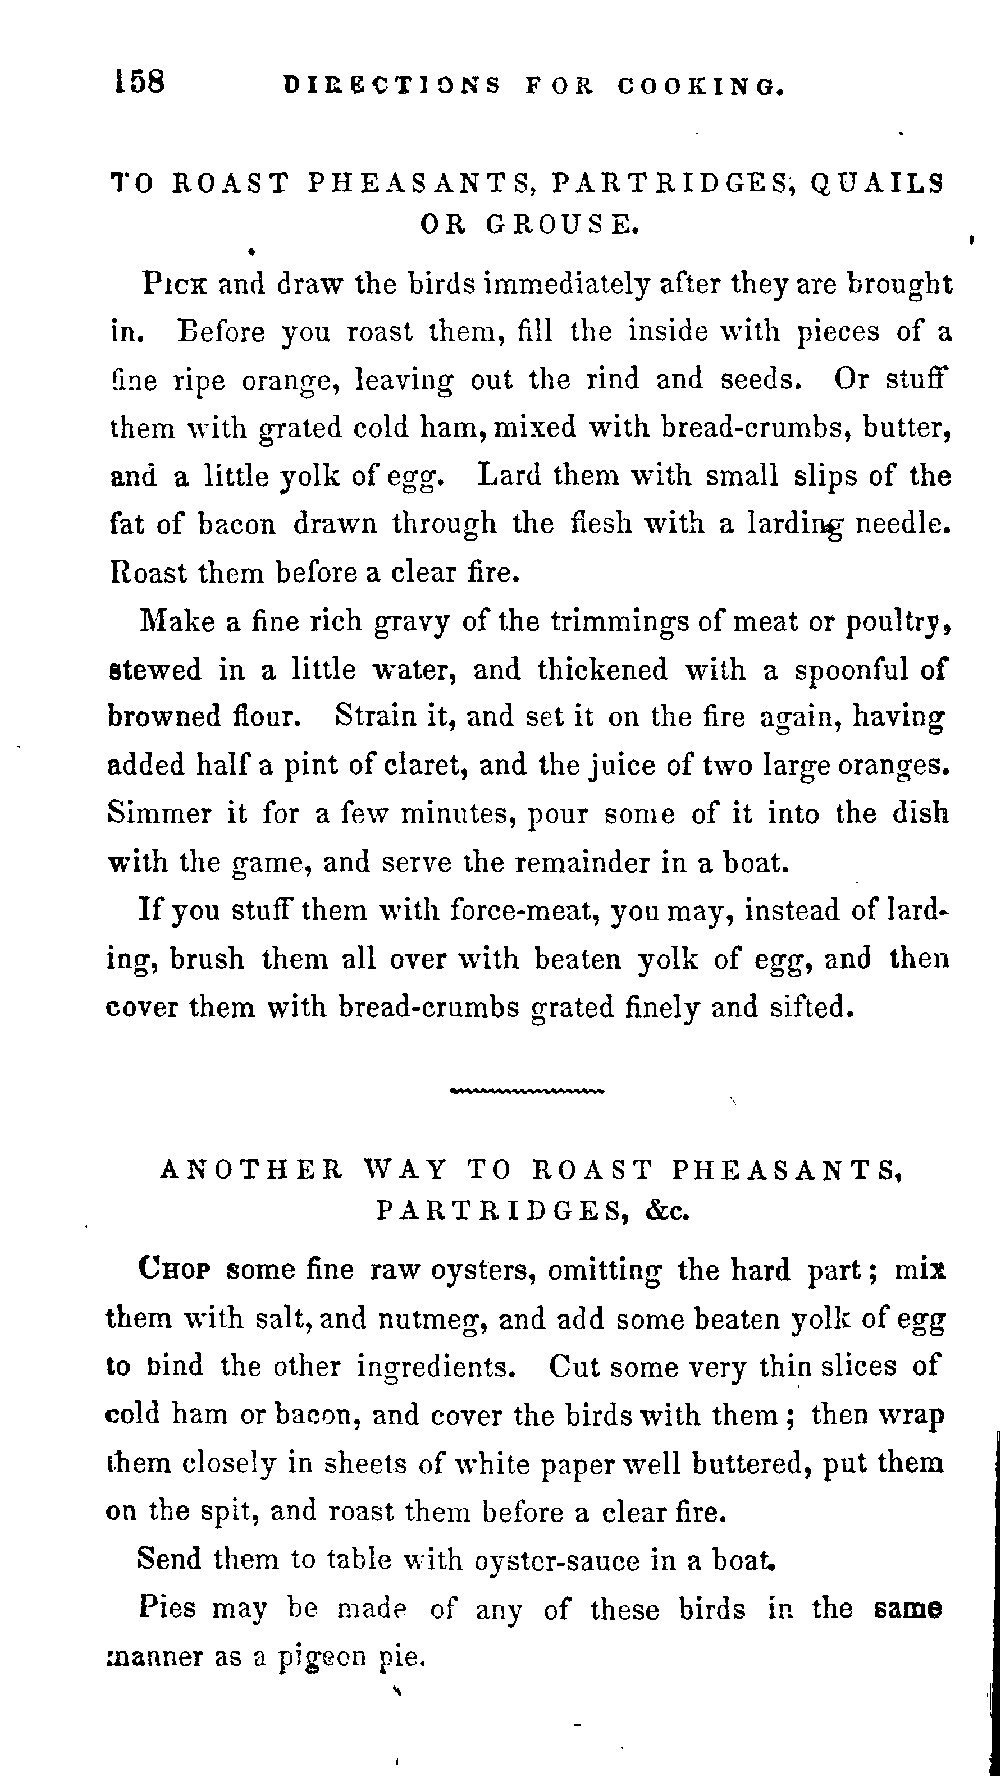 158 DIRECTIONS FOR COOKING.
TO ROAST PHEASANTS, PARTRIDGES, QUAILS
OR GROUSE.
PICK and draw the birds immediately after they are brought
in. Before you roast them, fill the inside with pieces of a
fine ripe orange, leaving out the rind and seeds. Or stuff
them with grated cold ham, mixed with bread-crumbs, butter,
and a little yolk of egg. Lard them with small slips of the
fat of bacon drawn through the flesh with a larding needle.
Roast them before a clear fire.
Make a fine rich gravy of the trimmings of meat or poultry,
stewed in a little water, and thickened with a spoonful of
browned flour. Strain it, and set it on the fire again, having
added half a pint of claret, and the juice of two large oranges.
Simmer it for a few minutes, pour some of it into the dish
with the game, and serve the remainder in a boat.
If you stuff them with force-meat, you may, instead of lard-
ing, brush them all over with beaten yolk of egg, and then
cover them with bread-crumbs grated finely and sifted.
ANOTHER WAY TO ROAST PHEASANTS,
PARTRIDGES, &c.
CHOP some fine raw oysters, omitting the hard part; mix
them with salt, and nutmeg, and add some beaten yolk of egg
to bind the other ingredients. Cut some very thin slices of
cold ham or bacon, and cover the birds with them; then wrap
them closely in sheets of white paper well buttered, put them
on the spit, and roast them before a clear fire.
Send them to table with oyster-sauce in a boat.
Pies may be made of any of these birds in the same
manner as a pigeon pie.